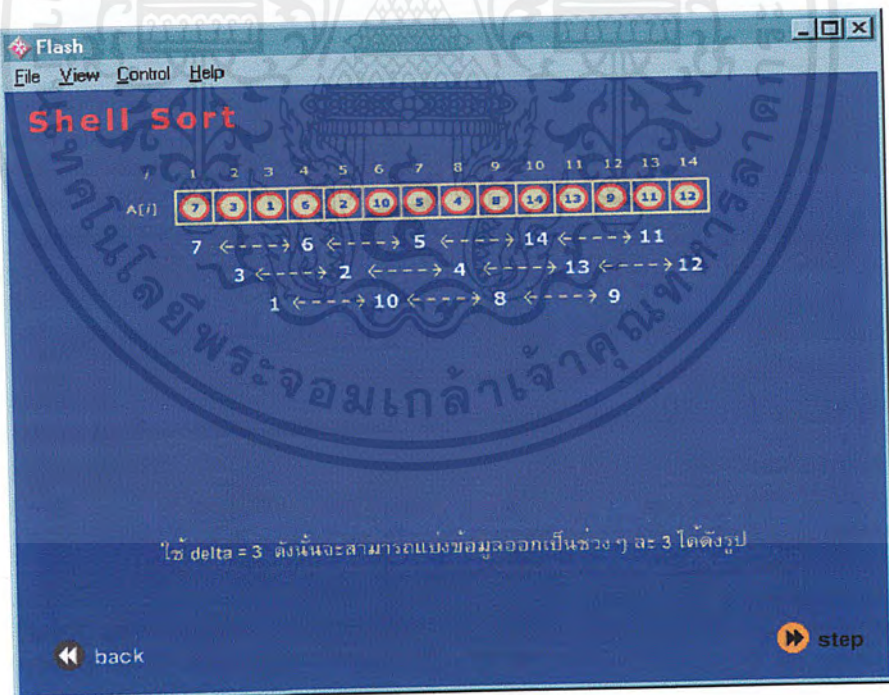 Flash
File View Control Help
Shell Sort
i 1 2 3 4 5 6 7 8 9 10 11 12 13 14
A[i] 7 3 1 6 2 10 5 4 8 14 13 9 11 12
7 <----> 6 <----> 5 <----> 14 <----> 11
3 <----> 2 <----> 4 <----> 13 <----> 12
1 <----> 10 <----> 8 <----> 9
ใช้ delta = 3 ดังนั้นจะสามารถแบ่งข้อมูลออกเป็นช่วง ๆ ละ 3 ได้ดังรูป
back
step